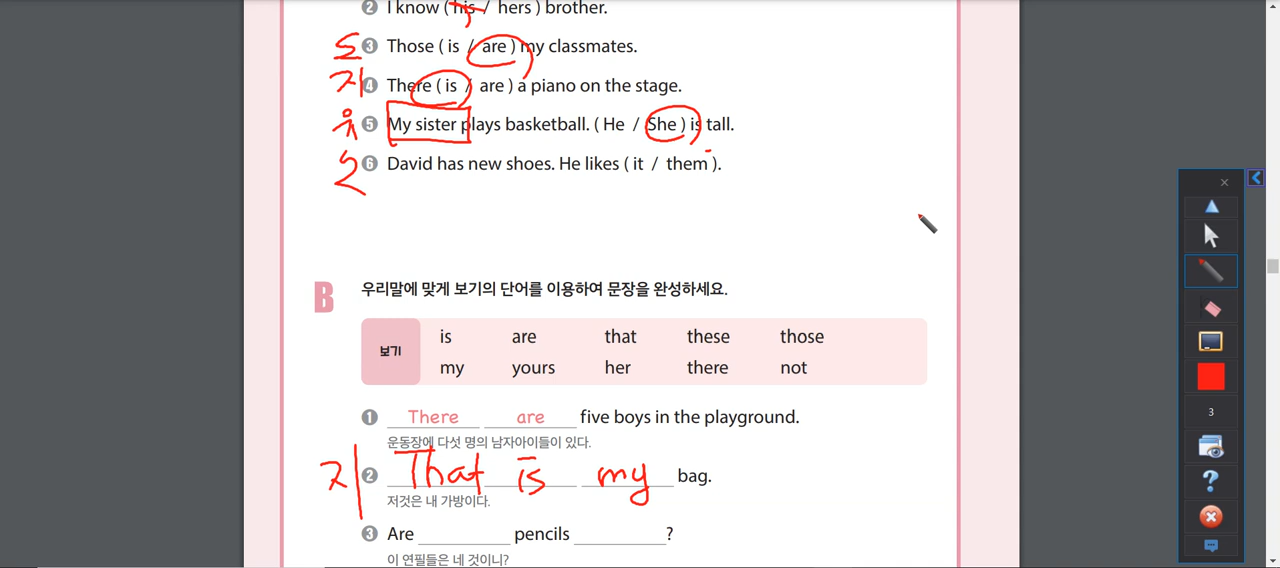 ② I know ( his / hers ) brother.
도 ③ Those ( is / are ) my classmates.
지 ④ There ( is / are ) a piano on the stage.
우 ⑤ My sister plays basketball. ( He / She ) is tall.
⑥ David has new shoes. He likes ( it / them ).
B 우리말에 맞게 보기의 단어를 이용하여 문장을 완성하세요.
보기
is are that these those
my yours her there not
① There are five boys in the playground.
운동장에 다섯 명의 남자아이들이 있다.
지 ② That is my bag.
저것은 내 가방이다.
③ Are ________ pencils ________ ?
이 연필들은 네 것이니?
3